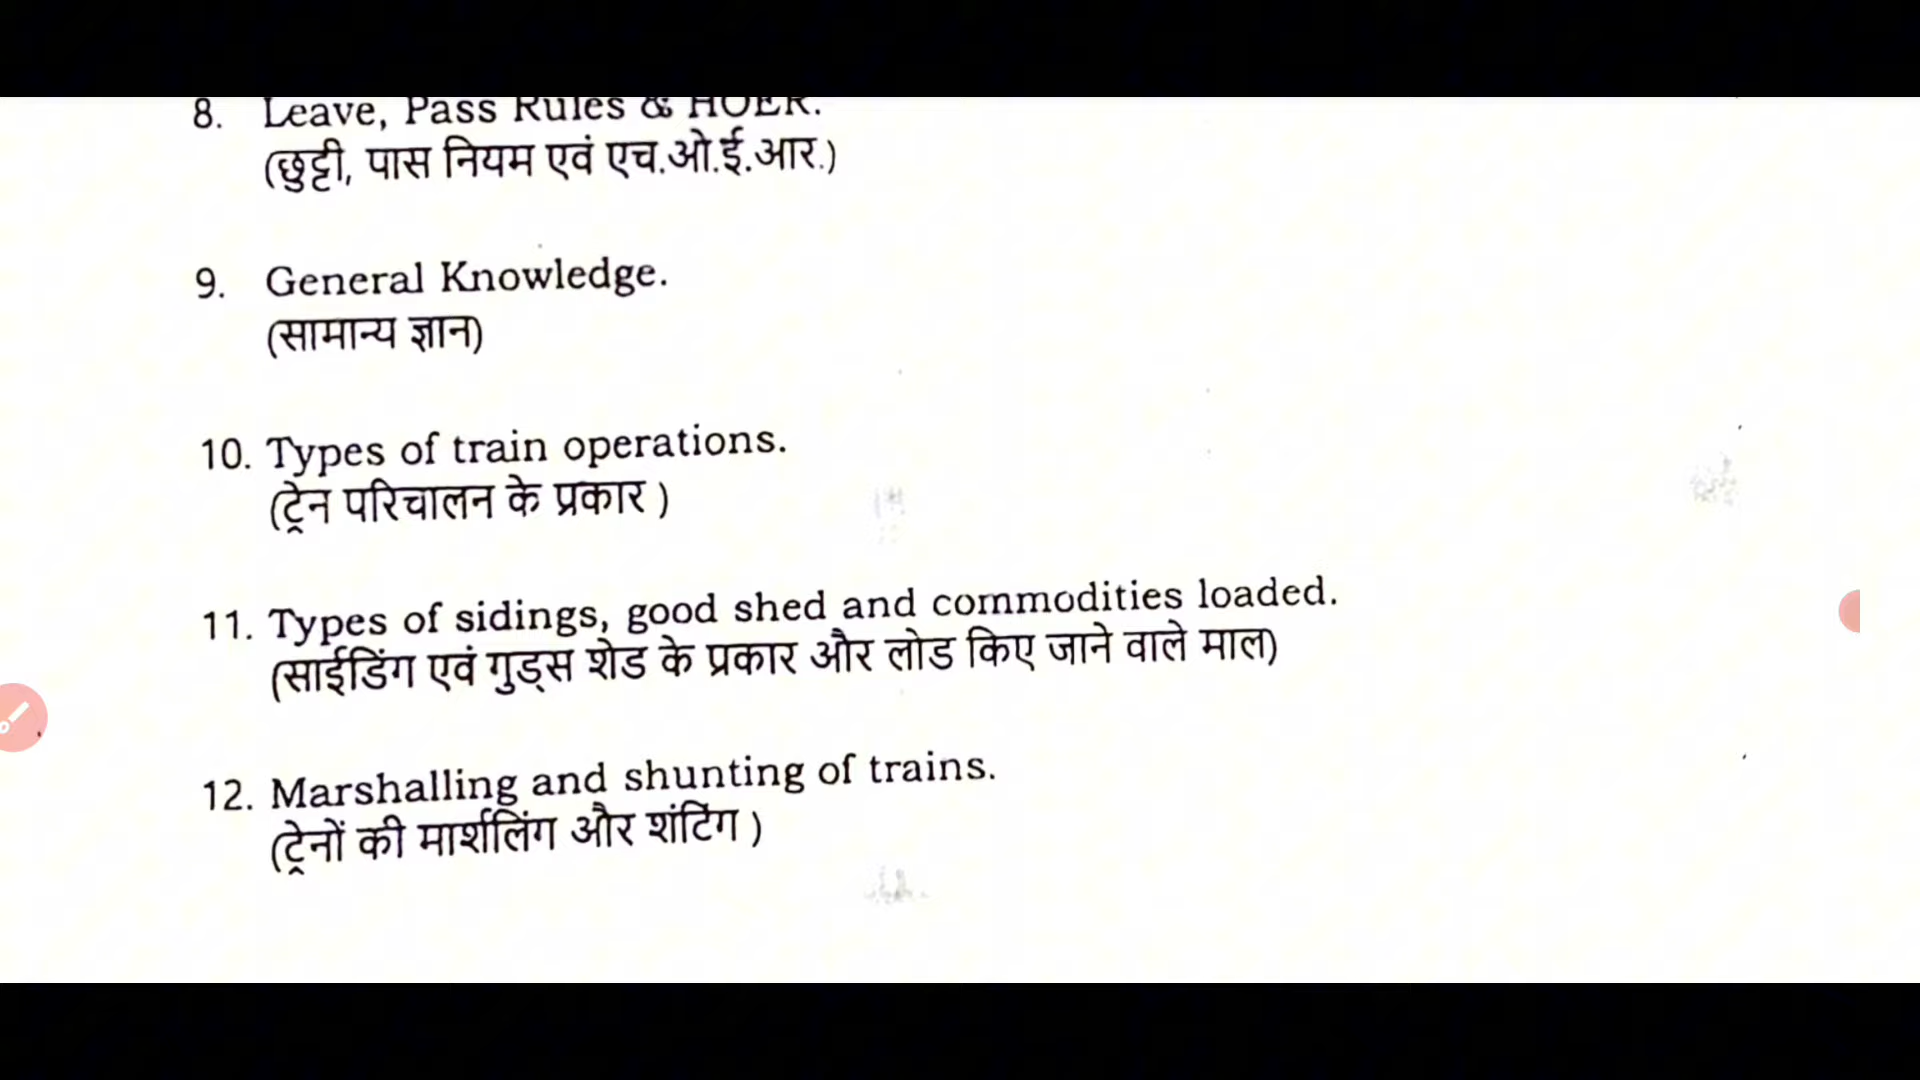 8. Leave, Pass Rules & HOER.
(छुट्टी, पास नियम एवं एच.ओ.ई.आर.)
9. General Knowledge.
(सामान्य ज्ञान)
10. Types of train operations.
(ट्रेन परिचालन के प्रकार )
11. Types of sidings, good shed and commodities loaded.
(साईडिंग एवं गुड्स शेड के प्रकार और लोड किए जाने वाले माल)
12. Marshalling and shunting of trains.
(ट्रेनों की मार्शलिंग और शंटिंग )